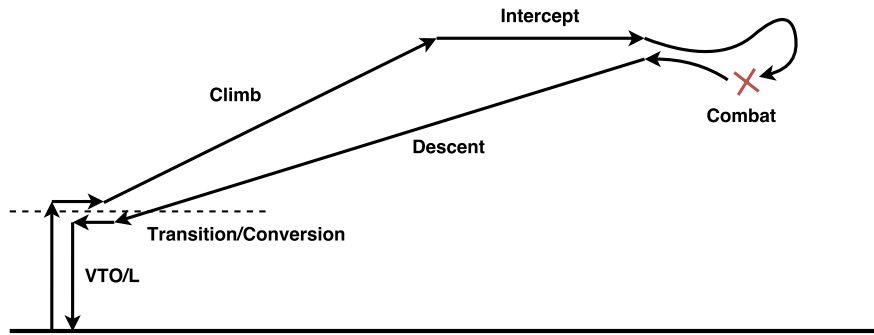 Intercept
Climb
Combat
Descent
Transition/Conversion
VTO/L